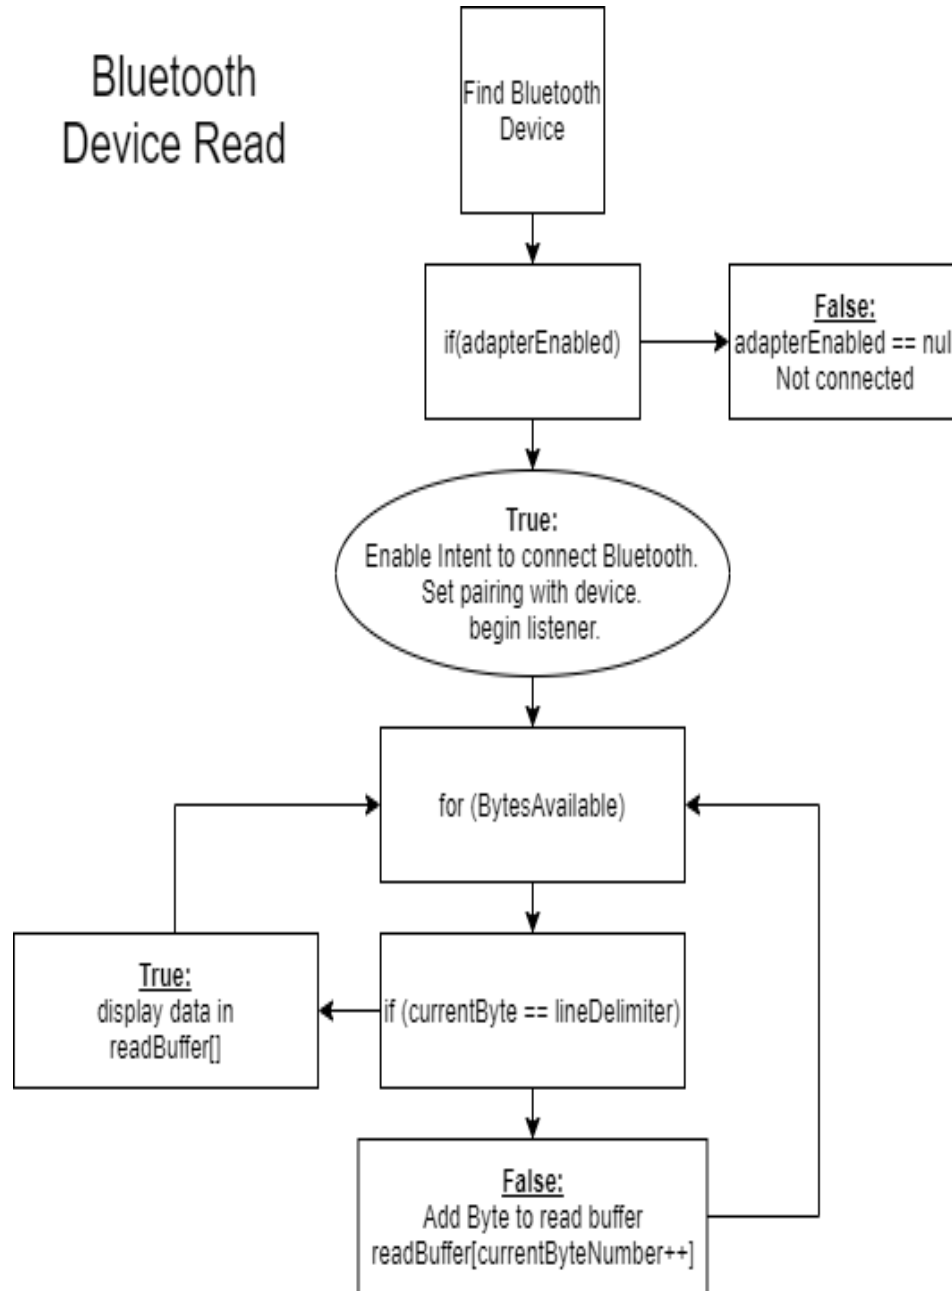 Bluetooth
Device Read
Find Bluetooth
Device
if(adapterEnabled)
False:
adapterEnabled == nul
Not connected
True:
Enable Intent to connect Bluetooth.
Set pairing with device.
begin listener.
for (BytesAvailable)
True:
display data in
readBuffer[]
if (currentByte == lineDelimiter)
False:
Add Byte to read buffer
readBuffer[currentByteNumber++]